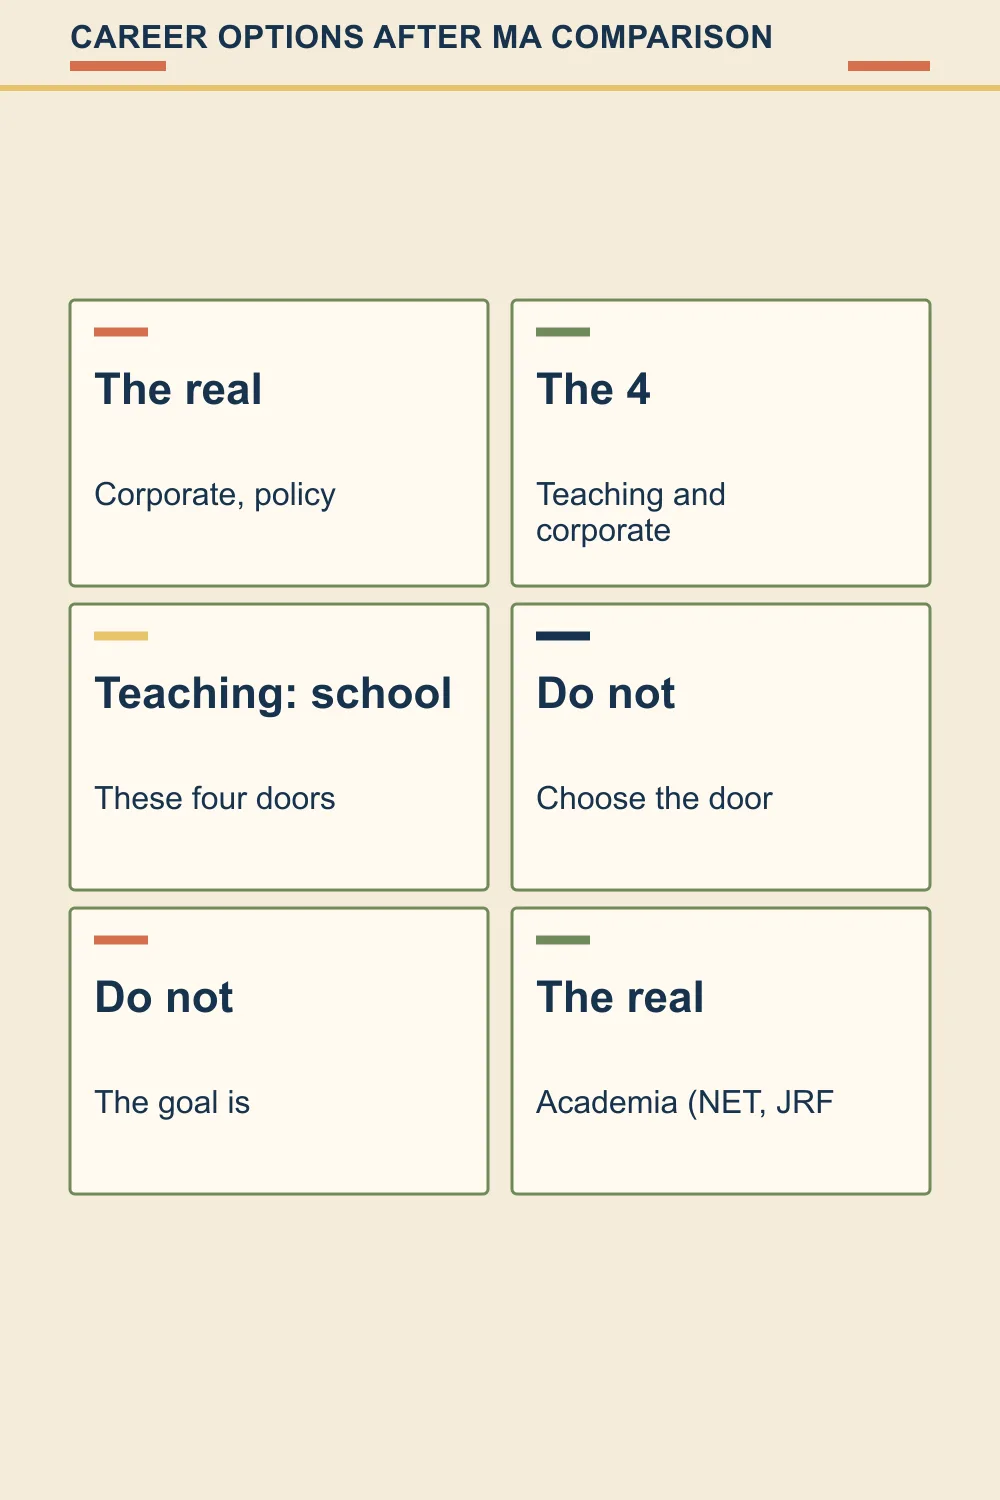 CAREER OPTIONS AFTER MA COMPARISON
The real
Corporate, policy
The 4
Teaching and
corporate
Teaching: school
These four doors
Do not
Choose the door
Do not
The goal is
The real
Academia (NET, JRF